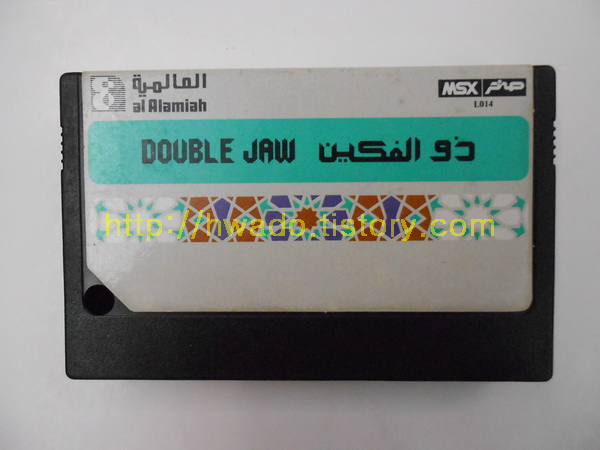 العالمية
al Alamiah
MSX صخر
L014
DOUBLE JAW ذو الفكين
http://hwado.tistory.com